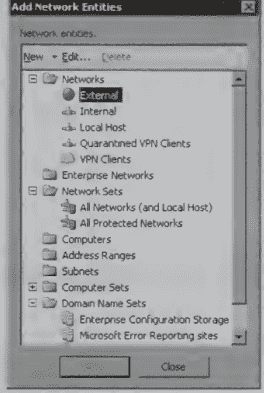 Add Network Entities
Network entities:
New Edit... Delete
Networks
External
Internal
Local Host
Quarantined VPN Clients
VPN Clients
Enterprise Networks
Network Sets
All Networks (and Local Host)
All Protected Networks
Computers
Address Ranges
Subnets
Computer Sets
Domain Name Sets
Enterprise Configuration Storage
Microsoft Error Reporting sites
Close